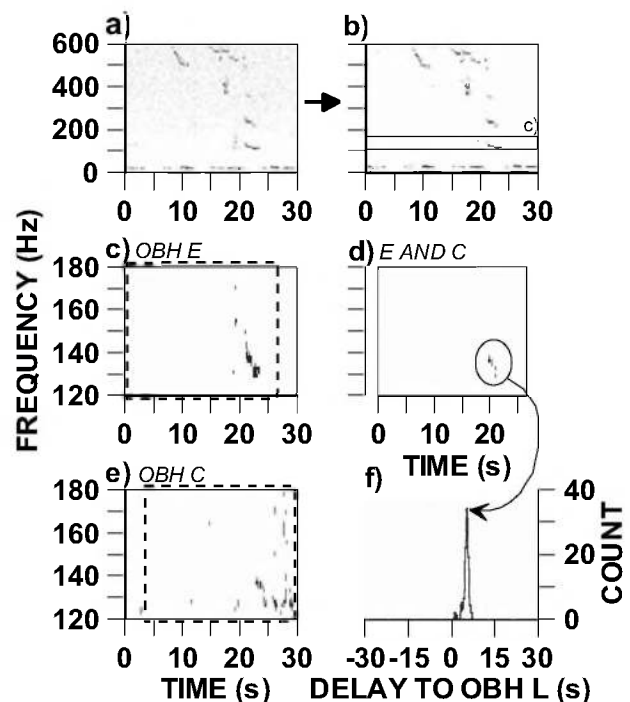 a)
b)
600
400
200
0
c)
0 10 20 30
0 10 20 30
FREQUENCY (Hz)
c) OBH E
d) E AND C
180
160
140
120
0 10 20 30
0 10 20
TIME (s)
e) OBH C
f)
180
160
140
120
40
20
0
COUNT
0 10 20 30
-30 -15 0 15 30
TIME (s)
DELAY TO OBH L (s)